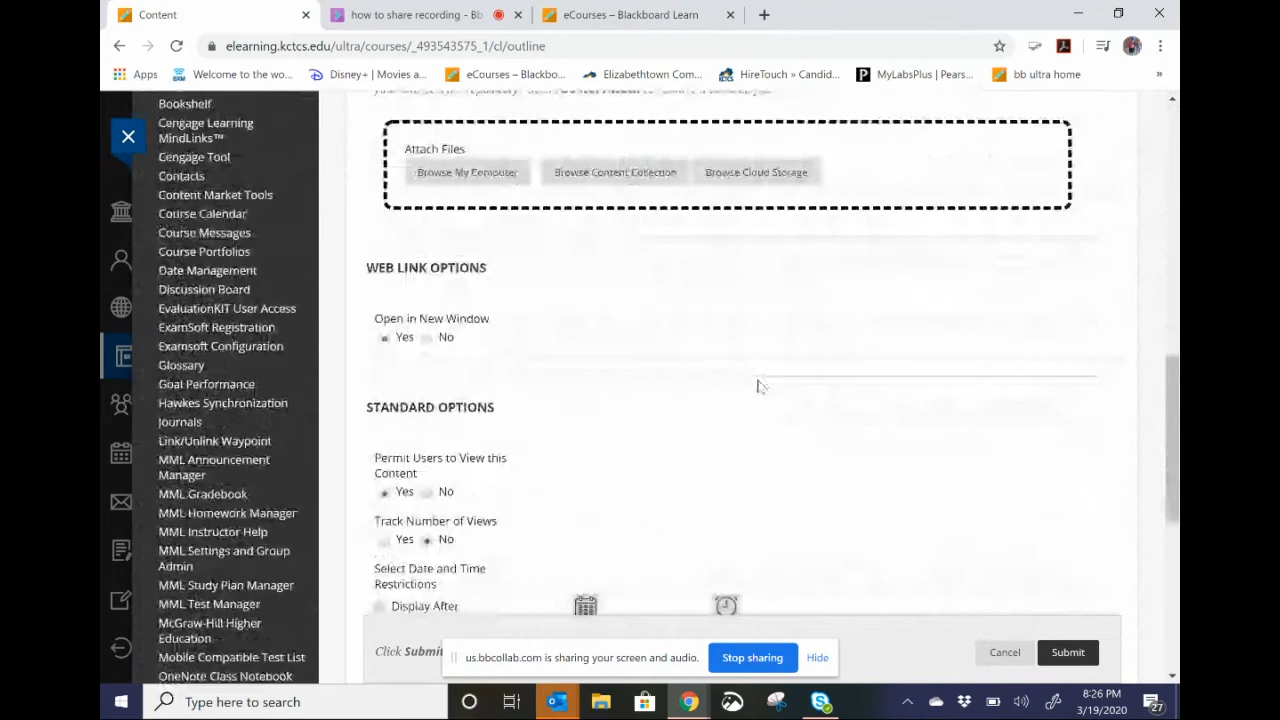 Content
how to share recording - Bb
eCourses – Blackboard Learn
elearning.kctcs.edu/ultra/courses/_493543575_1/cl/outline
Apps
Welcome to the wo...
Disney+ | Movies a...
eCourses – Blackbo...
Elizabethtown Com...
HireTouch » Candid...
MyLabsPlus | Pears...
bb ultra home
»
Bookshelf
Cengage Learning
MindLinks™
Cengage Tool
Contacts
Content Market Tools
Course Calendar
Course Messages
Course Portfolios
Date Management
Discussion Board
EvaluationKIT User Access
ExamSoft Registration
Examsoft Configuration
Glossary
Goal Performance
Hawkes Synchronization
Journals
Link/Unlink Waypoint
MML Announcement
Manager
MML Gradebook
MML Homework Manager
MML Instructor Help
MML Settings and Group
Admin
MML Study Plan Manager
MML Test Manager
McGraw-Hill Higher
Education
Mobile Compatible Test List
OneNote Class Notebook
Attach Files
Browse My Computer
Browse Content Collection
Browse Cloud Storage
WEB LINK OPTIONS
Open in New Window
Yes No
STANDARD OPTIONS
Permit Users to View this
Content
Yes No
Track Number of Views
Yes No
Select Date and Time
Restrictions
Display After
Click Submit
us.bbcollab.com is sharing your screen and audio.
Stop sharing
Hide
Cancel
Submit
Type here to search
8:26 PM
3/19/2020
27